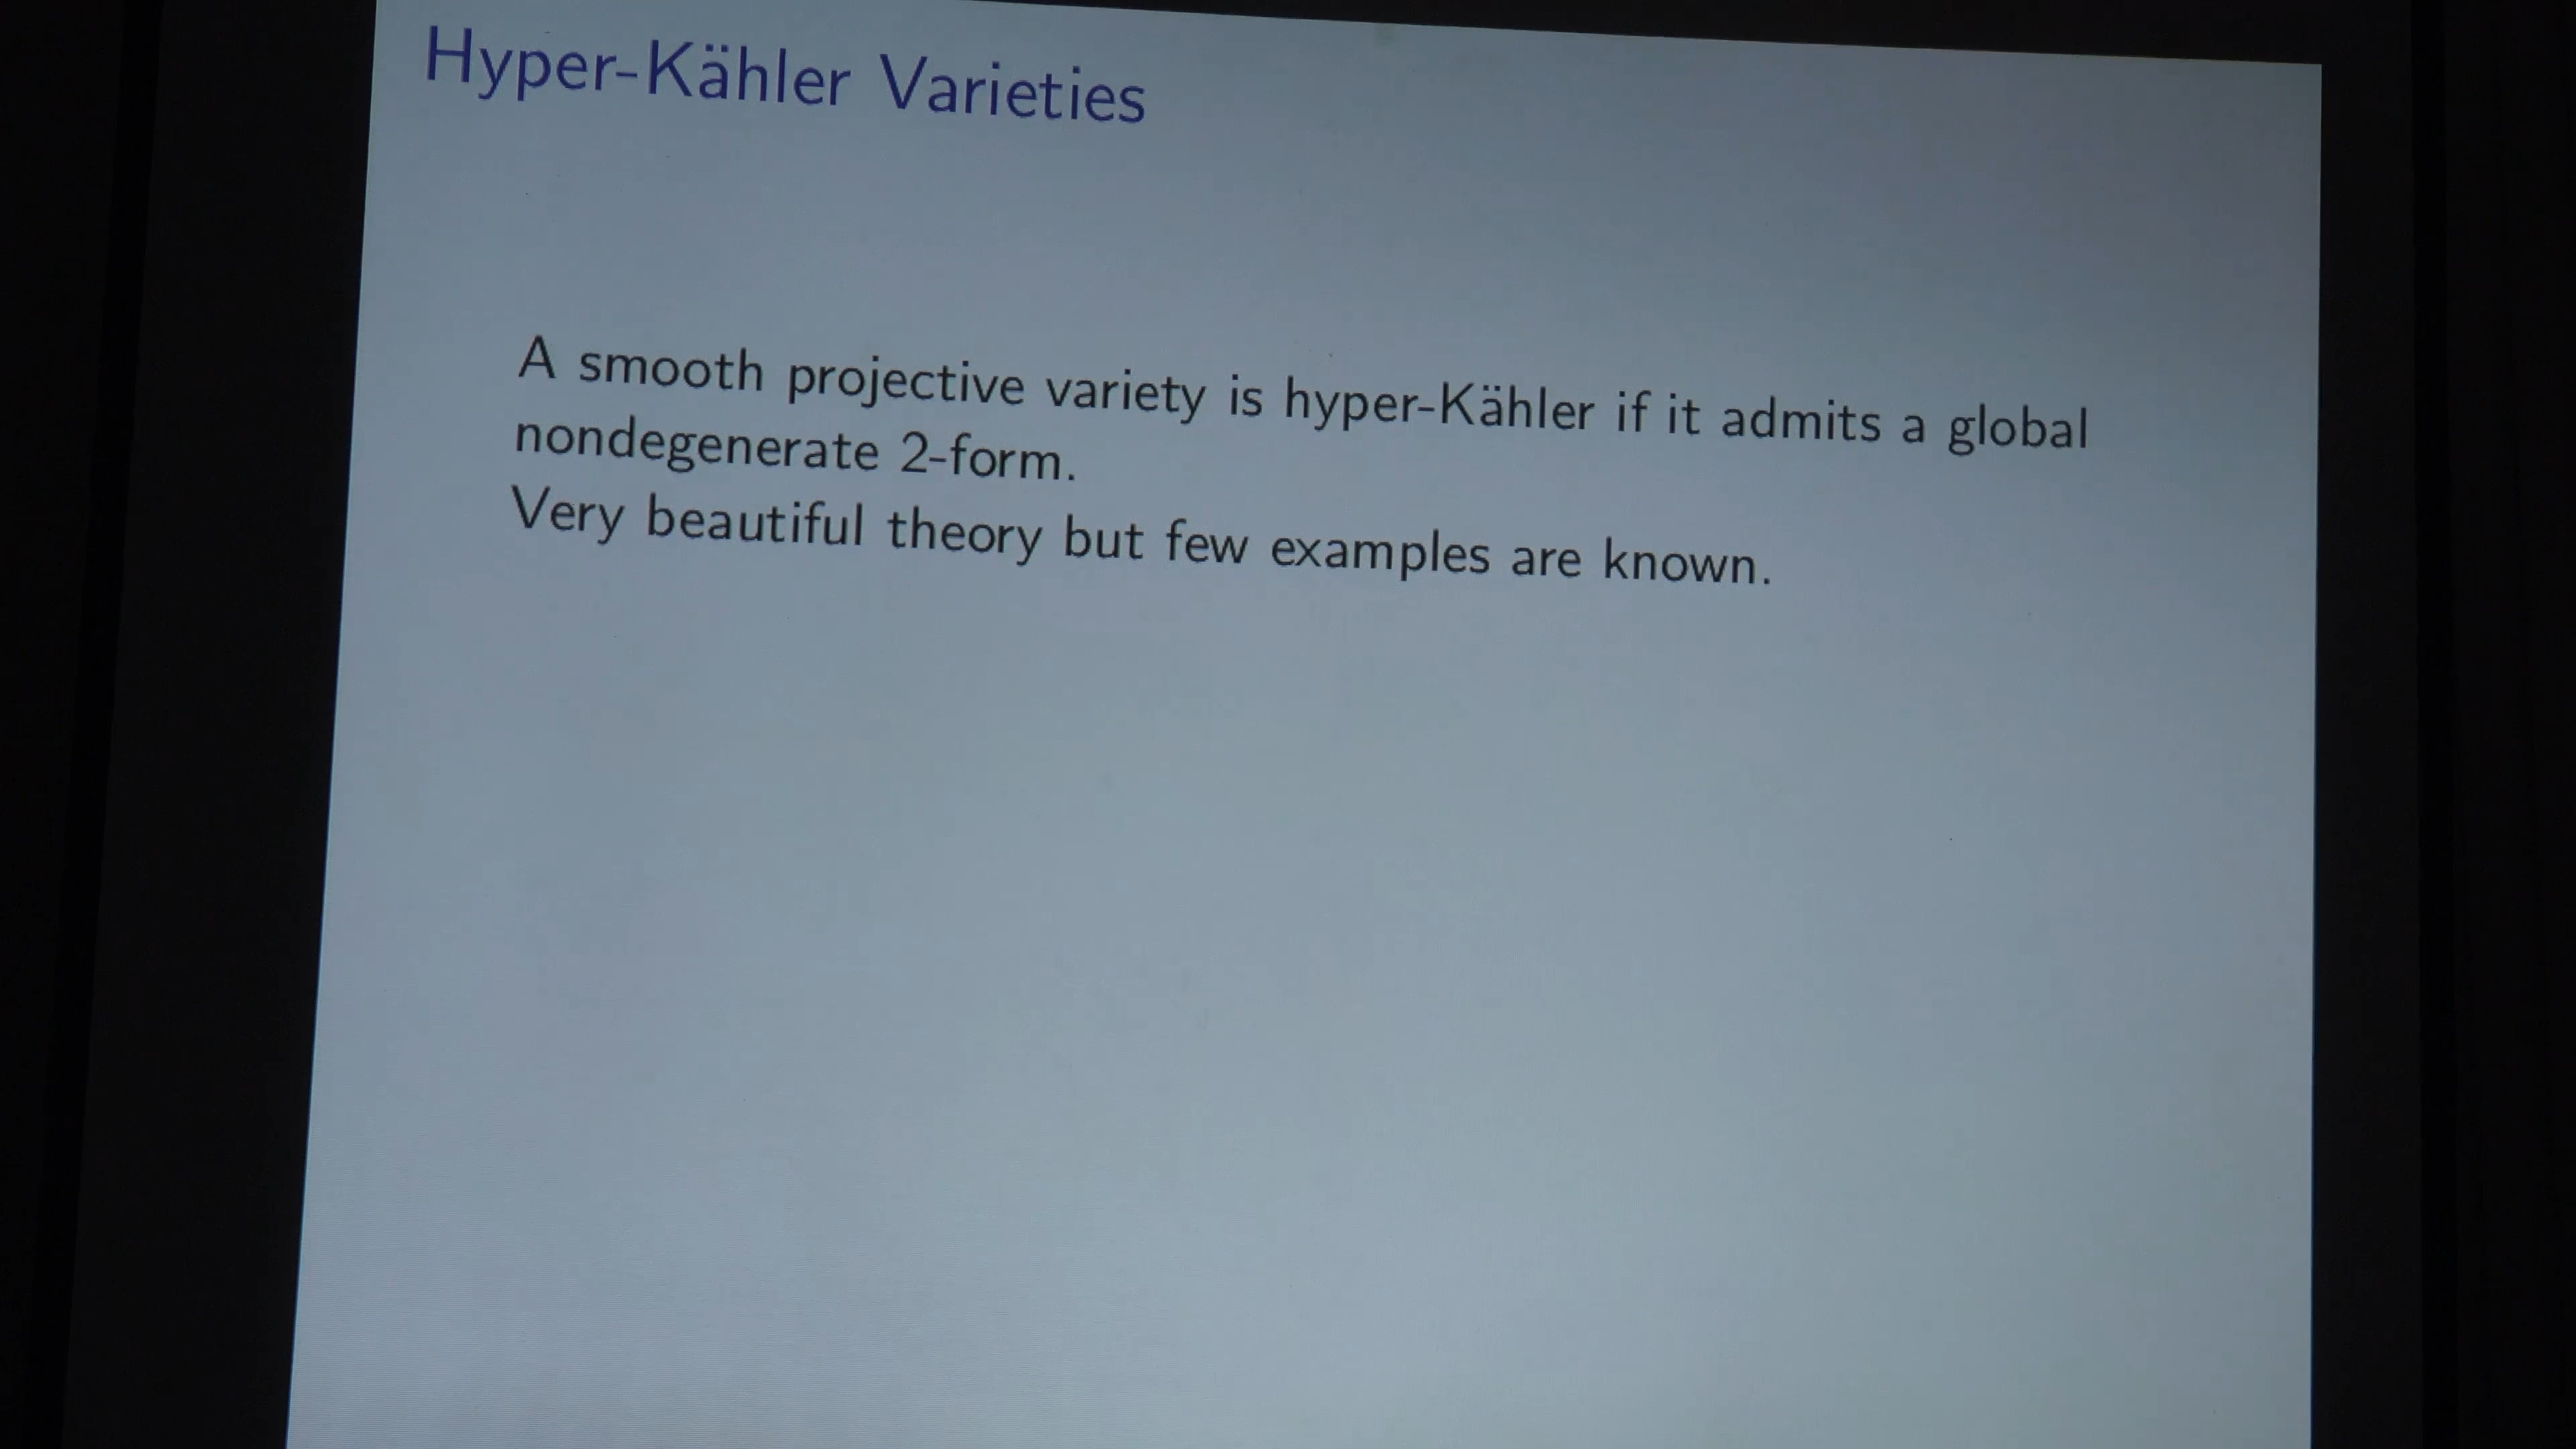 Hyper-Kähler Varieties
A smooth projective variety is hyper-Kähler if it admits a global
nondegenerate 2-form.
Very beautiful theory but few examples are known.